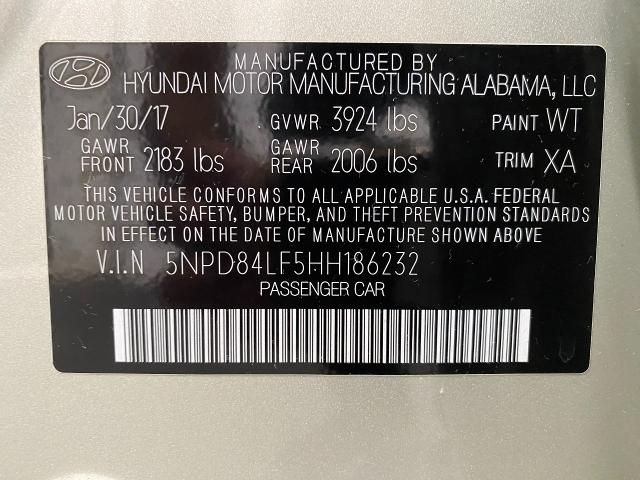 MANUFACTURED BY
HYUNDAI MOTOR MANUFACTURING ALABAMA, LLC
Jan/30/17 GVWR 3924 lbs PAINT WT
GAWR FRONT 2183 lbs GAWR REAR 2006 lbs TRIM XA
THIS VEHICLE CONFORMS TO ALL APPLICABLE U.S.A. FEDERAL
MOTOR VEHICLE SAFETY, BUMPER, AND THEFT PREVENTION STANDARDS
IN EFFECT ON THE DATE OF MANUFACTURE SHOWN ABOVE
V.I.N 5NPD84LF5HH186232
PASSENGER CAR